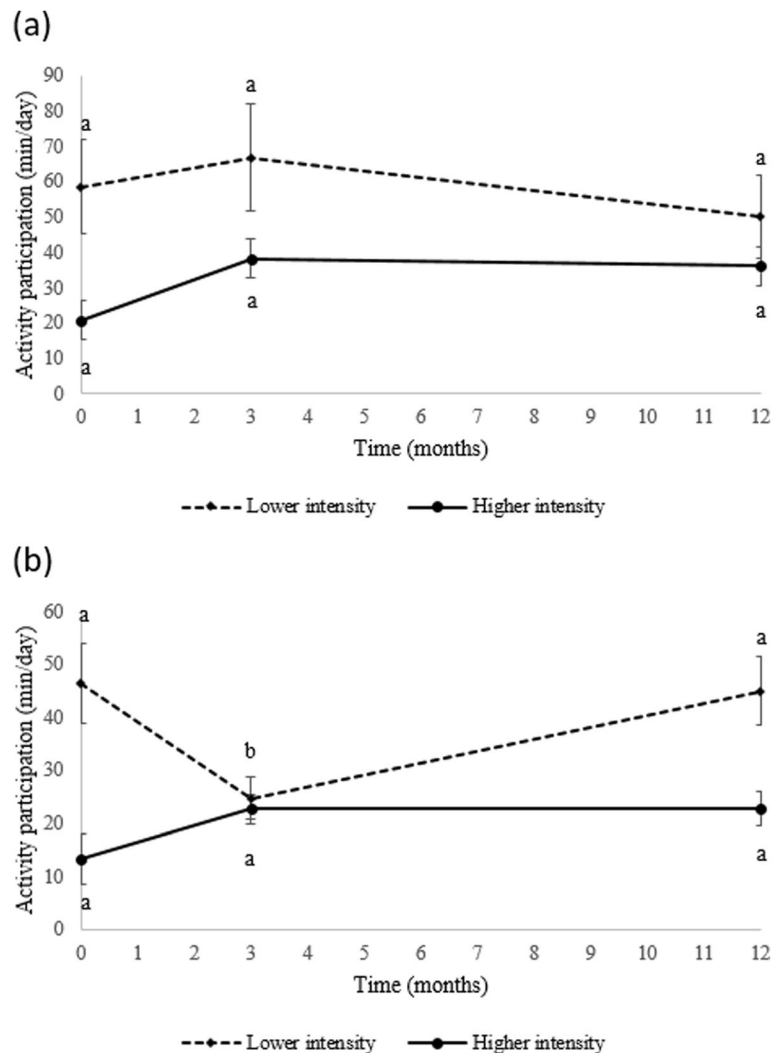 (a)
Activity participation (min/day)
90
80
70
60
50
40
30
20
10
0
a
a
a
a
a
a
0 1 2 3 4 5 6 7 8 9 10 11 12
Time (months)
Lower intensity Higher intensity
(b)
Activity participation (min/day)
60
50
40
30
20
10
0
a
b
a
a
a
a
0 1 2 3 4 5 6 7 8 9 10 11 12
Time (months)
Lower intensity Higher intensity